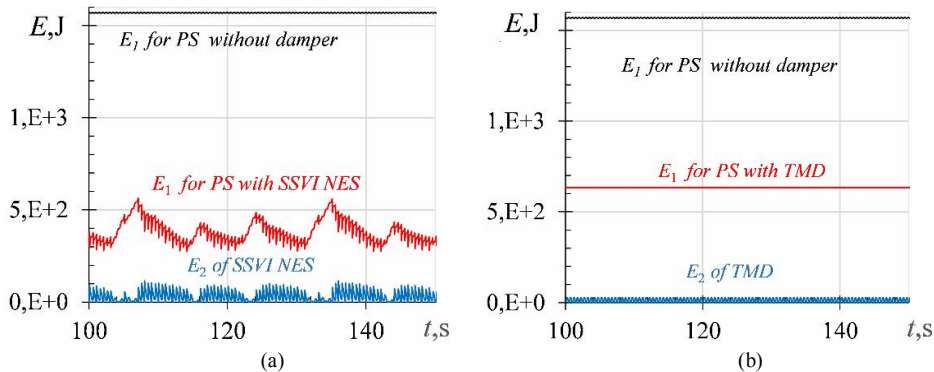 E,J
E₁ for PS without damper
1,E+3
E₁ for PS with SSVI NES
5,E+2
E₂ of SSVI NES
0,E+0
100
120
140
t,s
(a)
E,J
E₁ for PS without damper
1,E+3
E₁ for PS with TMD
5,E+2
E₂ of TMD
0,E+0
100
120
140
t,s
(b)